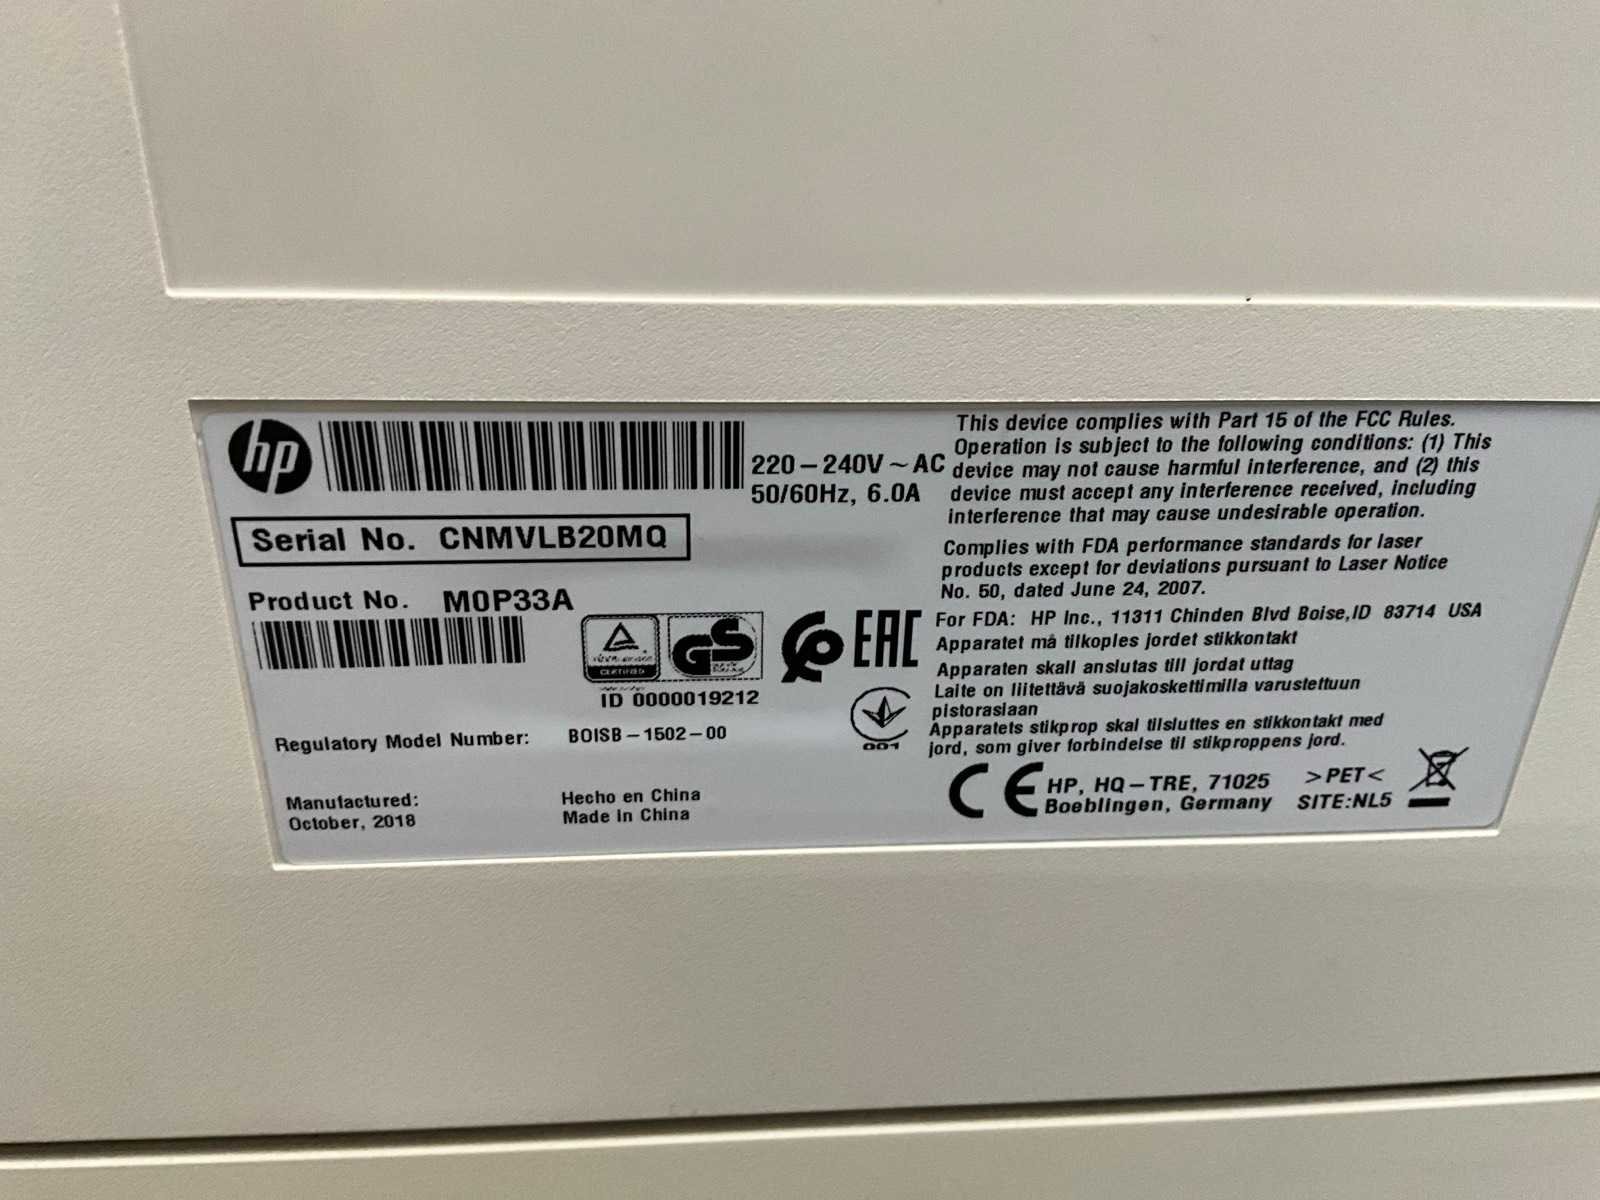 hp
220-240V~AC
50/60Hz, 6.0A
Serial No. CNMVLB20MQ
Product No. M0P33A
CERTIFIED
GS
EAC
ID 0000019212
001
Regulatory Model Number: BOISB-1502-00
Manufactured:
October, 2018
Hecho en China
Made in China
This device complies with Part 15 of the FCC Rules.
Operation is subject to the following conditions: (1) This
device may not cause harmful interference, and (2) this
device must accept any interference received, including
interference that may cause undesirable operation.
Complies with FDA performance standards for laser
products except for deviations pursuant to Laser Notice
No. 50, dated June 24, 2007.
For FDA: HP Inc., 11311 Chinden Blvd Boise,ID 83714 USA
Apparatet må tilkoples jordet stikkontakt
Apparaten skall anslutas till jordat uttag
Laite on liitettävä suojakoskettimilla varustettuun
pistorasiaan
Apparatets stikprop skal tilsluttes en stikkontakt med
jord, som giver forbindelse til stikproppens jord.
CE
HP, HQ-TRE, 71025
Boeblingen, Germany
>PET<
SITE:NL5